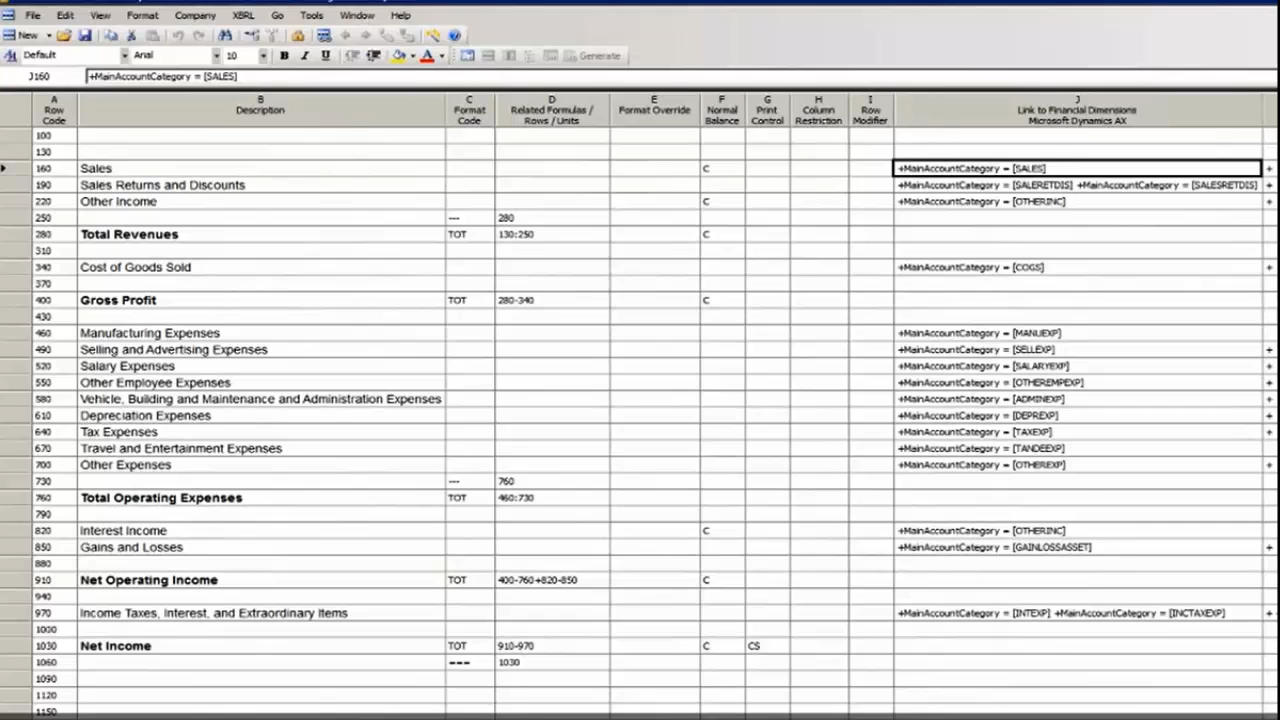 File Edit View Format Company XBRL Go Tools Window Help
New
Default Arial 10 B I U A Generate
J160 +MainAccountCategory = [SALES]
A B C D E F G H I J
Row Code Description Format Code Related Formulas / Rows / Units Format Override Normal Balance Print Control Column Restriction Row Modifier Link to Financial Dimensions Microsoft Dynamics AX
100
130
160 Sales C +MainAccountCategory = [SALES] +
190 Sales Returns and Discounts +MainAccountCategory = [SALERETDIS] +MainAccountCategory = [SALESRETDIS] +
220 Other Income C +MainAccountCategory = [OTHERINC] +
250 --- 280
280 Total Revenues TOT 130:250 C
310
340 Cost of Goods Sold +MainAccountCategory = [COGS] +
370
400 Gross Profit TOT 280-340 C
430
460 Manufacturing Expenses +MainAccountCategory = [MANUEXP]
490 Selling and Advertising Expenses +MainAccountCategory = [SELLEXP] +
520 Salary Expenses +MainAccountCategory = [SALARYEXP] +
550 Other Employee Expenses +MainAccountCategory = [OTHEREMPEXP] +
580 Vehicle, Building and Maintenance and Administration Expenses +MainAccountCategory = [ADMINEXP] +
610 Depreciation Expenses +MainAccountCategory = [DEPREXP] +
640 Tax Expenses +MainAccountCategory = [TAXEXP] +
670 Travel and Entertainment Expenses +MainAccountCategory = [TANDEEXP]
700 Other Expenses +MainAccountCategory = [OTHEREXP] +
730 --- 760
760 Total Operating Expenses TOT 460:730
790
820 Interest Income C +MainAccountCategory = [OTHERINC]
850 Gains and Losses +MainAccountCategory = [GAINLOSSASSET] +
880
910 Net Operating Income TOT 400-760+820-850 C
940
970 Income Taxes, Interest, and Extraordinary Items +MainAccountCategory = [INTEXP] +MainAccountCategory = [INCTAXEXP] +
1000
1030 Net Income TOT 910-970 C CS
1060 === 1030
1090
1120
1150